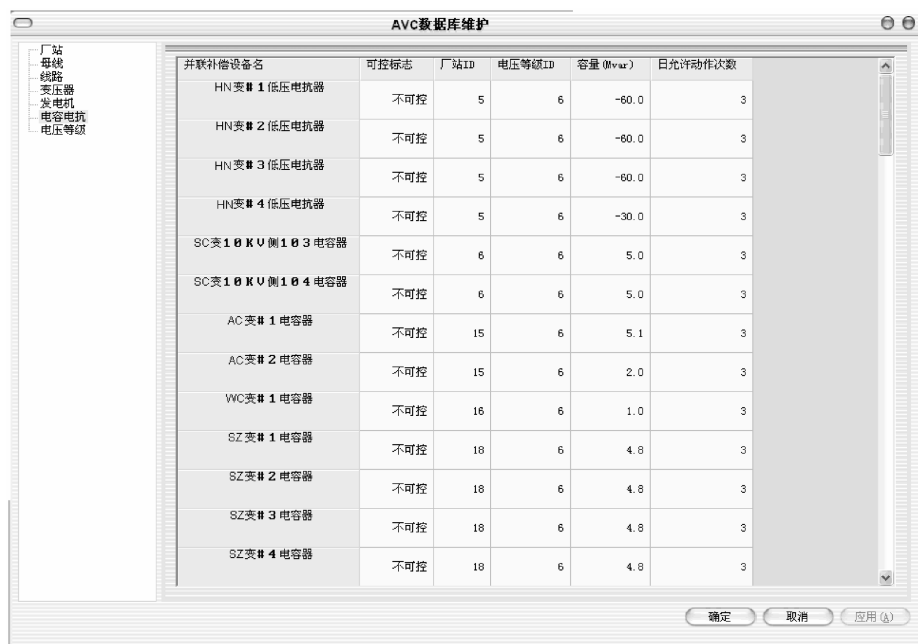 AVC数据库维护
厂站
母线
线路
变压器
发电机
电容电抗
电压等级
并联补偿设备名 可控标志 厂站ID 电压等级ID 容量(Mvar) 日允许动作次数
HN变#1低压电抗器 不可控 5 6 -60.0 3
HN变#2低压电抗器 不可控 5 6 -60.0 3
HN变#3低压电抗器 不可控 5 6 -60.0 3
HN变#4低压电抗器 不可控 5 6 -30.0 3
SC变10KV侧103电容器 不可控 6 6 5.0 3
SC变10KV侧104电容器 不可控 6 6 5.0 3
AC变#1电容器 不可控 15 6 5.1 3
AC变#2电容器 不可控 15 6 2.0 3
WC变#1电容器 不可控 16 6 1.0 3
SZ变#1电容器 不可控 18 6 4.8 3
SZ变#2电容器 不可控 18 6 4.8 3
SZ变#3电容器 不可控 18 6 4.8 3
SZ变#4电容器 不可控 18 6 4.8 3
确定 取消 应用(A)